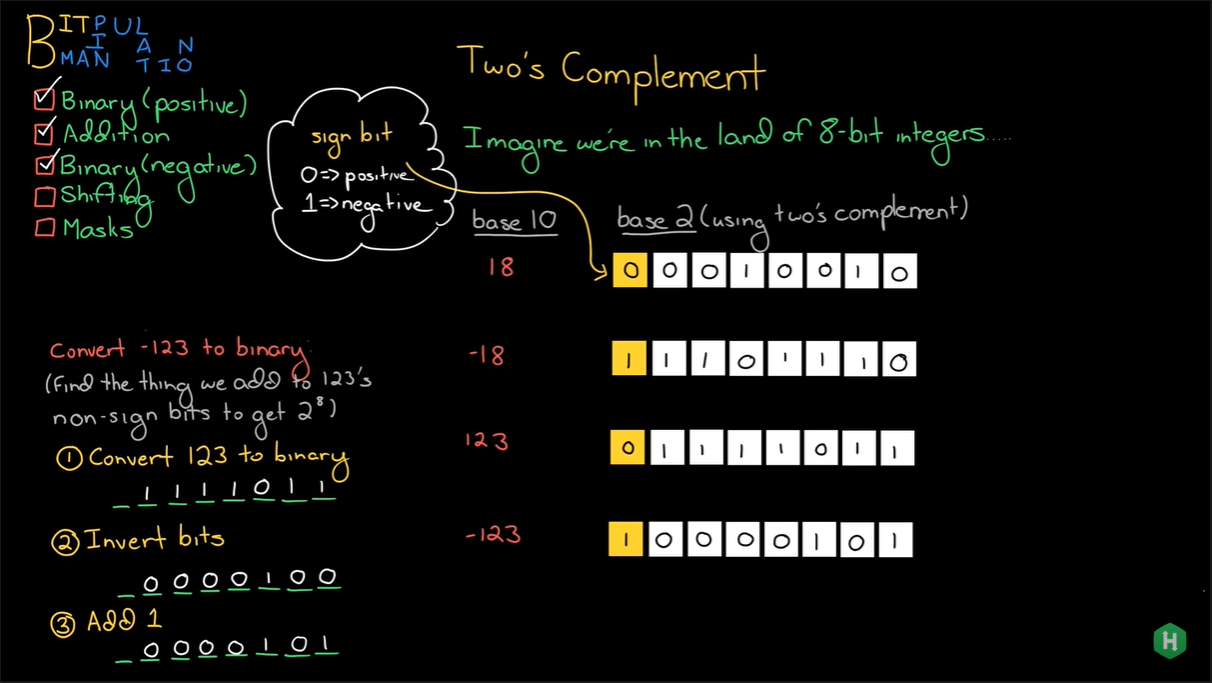 BITPUL
I A N
MAN TIO
Binary (positive)
Addition
Binary (negative)
Shifting
Masks
sign bit
0=>positive
1=>negative
Two's Complement
Imagine we're in the land of 8-bit integers.....
base 10
base 2 (using two's complement)
18
0 0 0 1 0 0 1 0
-18
1 1 1 0 1 1 1 0
123
0 1 1 1 1 0 1 1
-123
1 0 0 0 0 1 0 1
Convert -123 to binary:
(Find the thing we add to 123's
non-sign bits to get 2⁸)
① Convert 123 to binary
_ 1 1 1 1 0 1 1
② Invert bits
_ 0 0 0 0 1 0 0
③ Add 1
_ 0 0 0 0 1 0 1
H